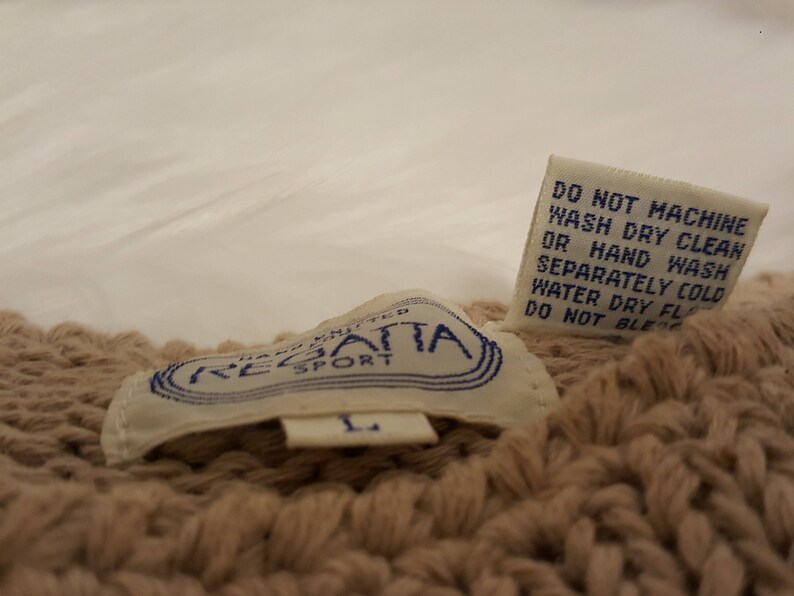 HAND KNITTED
REGATTA
SPORT
L
DO NOT MACHINE
WASH DRY CLEAN
OR HAND WASH
SEPARATELY COLD
WATER DRY
DO NOT